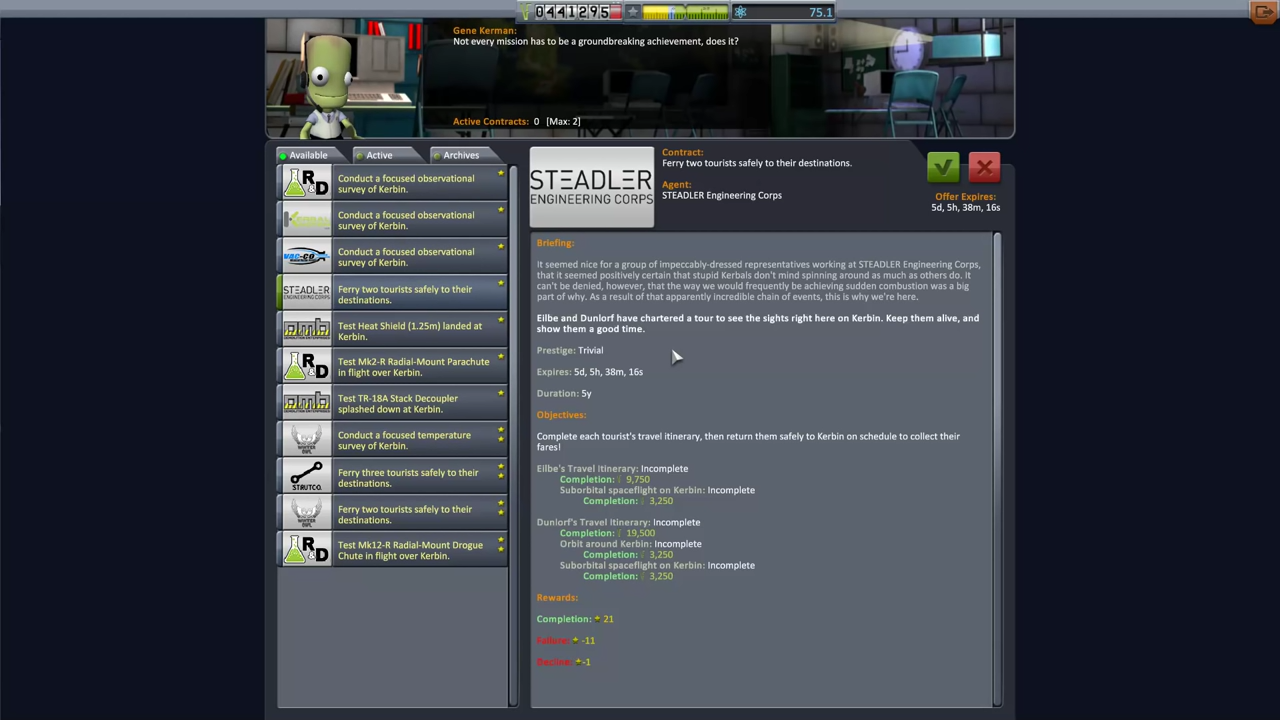 0441295
75.1
Gene Kerman:
Not every mission has to be a groundbreaking achievement, does it?
Active Contracts: 0 [Max: 2]
Available
Active
Archives
R&D
Conduct a focused observational
survey of Kerbin.
Conduct a focused observational
survey of Kerbin.
VAC-CO
Conduct a focused observational
survey of Kerbin.
STEADLER
ENGINEERING CORPS
Ferry two tourists safely to their
destinations.
Test Heat Shield (1.25m) landed at
Kerbin.
R&D
Test Mk2-R Radial-Mount Parachute
in flight over Kerbin.
Test TR-18A Stack Decoupler
splashed down at Kerbin.
WINTER
OWL
Conduct a focused temperature
survey of Kerbin.
STRUTCO.
Ferry three tourists safely to their
destinations.
WINTER
OWL
Ferry two tourists safely to their
destinations.
R&D
Test Mk12-R Radial-Mount Drogue
Chute in flight over Kerbin.
STEADLER
ENGINEERING CORPS
Contract:
Ferry two tourists safely to their destinations.
Agent:
STEADLER Engineering Corps
Offer Expires:
5d, 5h, 38m, 16s
Briefing:
It seemed nice for a group of impeccably-dressed representatives working at STEADLER Engineering Corps,
that it seemed positively certain that stupid Kerbals don't mind spinning around as much as others do. It
can't be denied, however, that the way we would frequently be achieving sudden combustion was a big
part of why. As a result of that apparently incredible chain of events, this is why we're here.
Eilbe and Dunlorf have chartered a tour to see the sights right here on Kerbin. Keep them alive, and
show them a good time.
Prestige: Trivial
Expires: 5d, 5h, 38m, 16s
Duration: 5y
Objectives:
Complete each tourist's travel itinerary, then return them safely to Kerbin on schedule to collect their
fares!
Eilbe's Travel Itinerary: Incomplete
Completion: 9,750
Suborbital spaceflight on Kerbin: Incomplete
Completion: 3,250
Dunlorf's Travel Itinerary: Incomplete
Completion: 19,500
Orbit around Kerbin: Incomplete
Completion: 3,250
Suborbital spaceflight on Kerbin: Incomplete
Completion: 3,250
Rewards:
Completion: 21
Failure: -11
Decline: -1